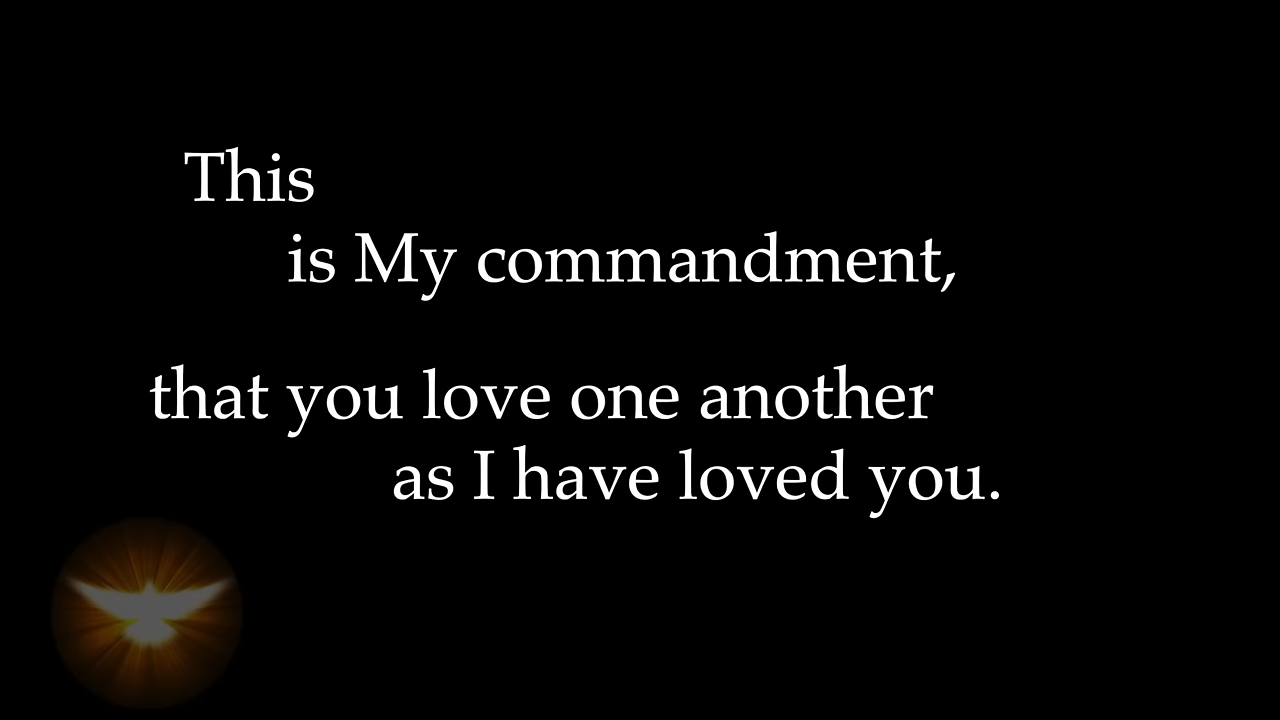 This
is My commandment,
that you love one another
as I have loved you.